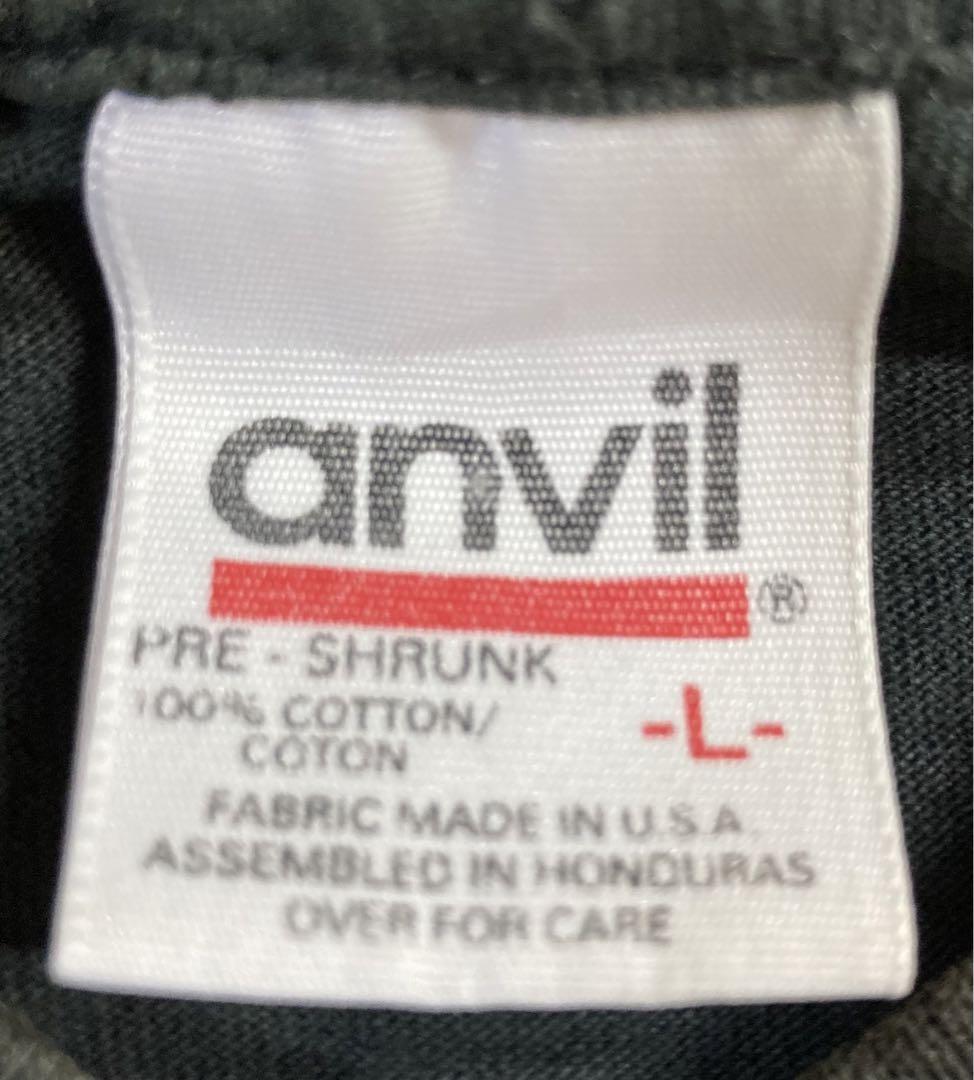 anvil ®
PRE - SHRUNK
100% COTTON/
COTON
-L-
FABRIC MADE IN U.S.A.
ASSEMBLED IN HONDURAS
OVER FOR CARE